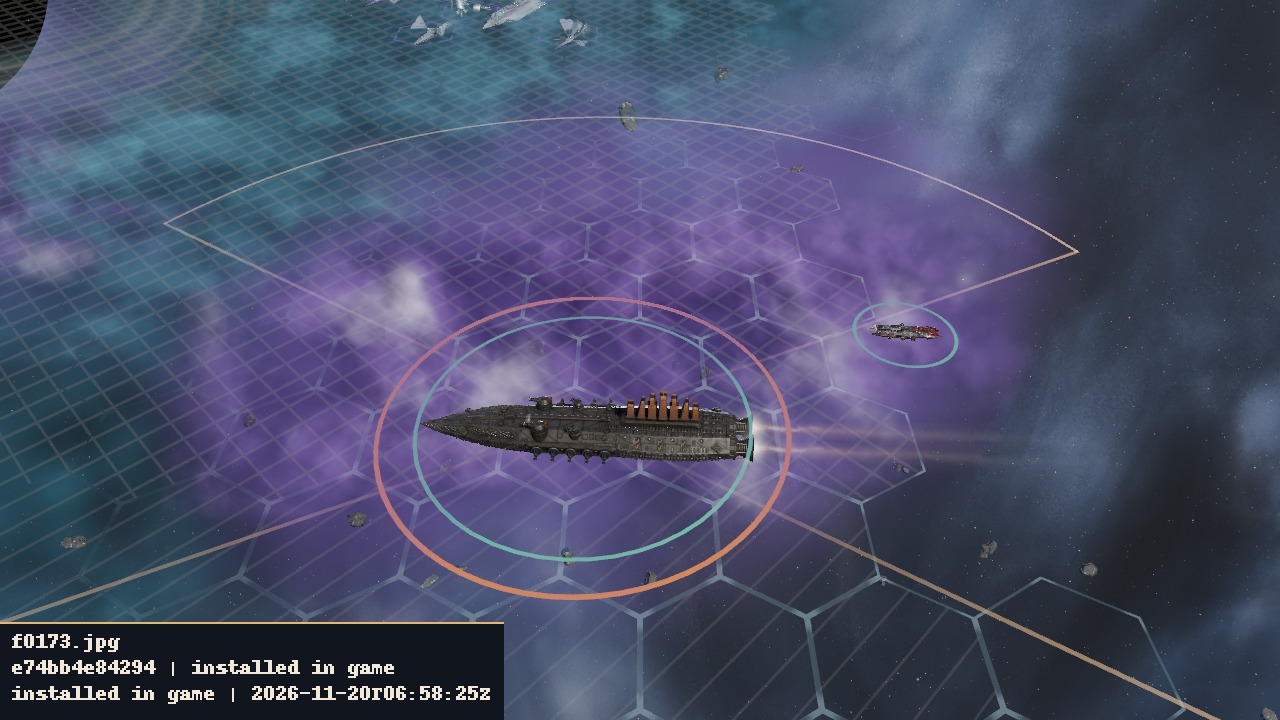 f0173.jpg
e74bb4e84294 | installed in game
installed in game | 2026-11-20T06:58:25Z